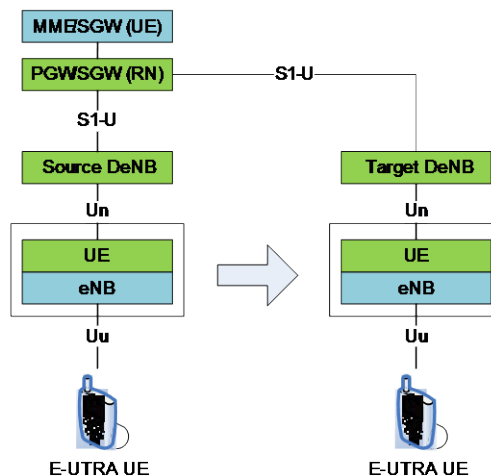 MME/SGW (UE)
PGW/SGW (RN)
S1-U
S1-U
Source DeNB
Target DeNB
Un
Un
UE
UE
eNB
eNB
Uu
Uu
E-UTRA UE
E-UTRA UE